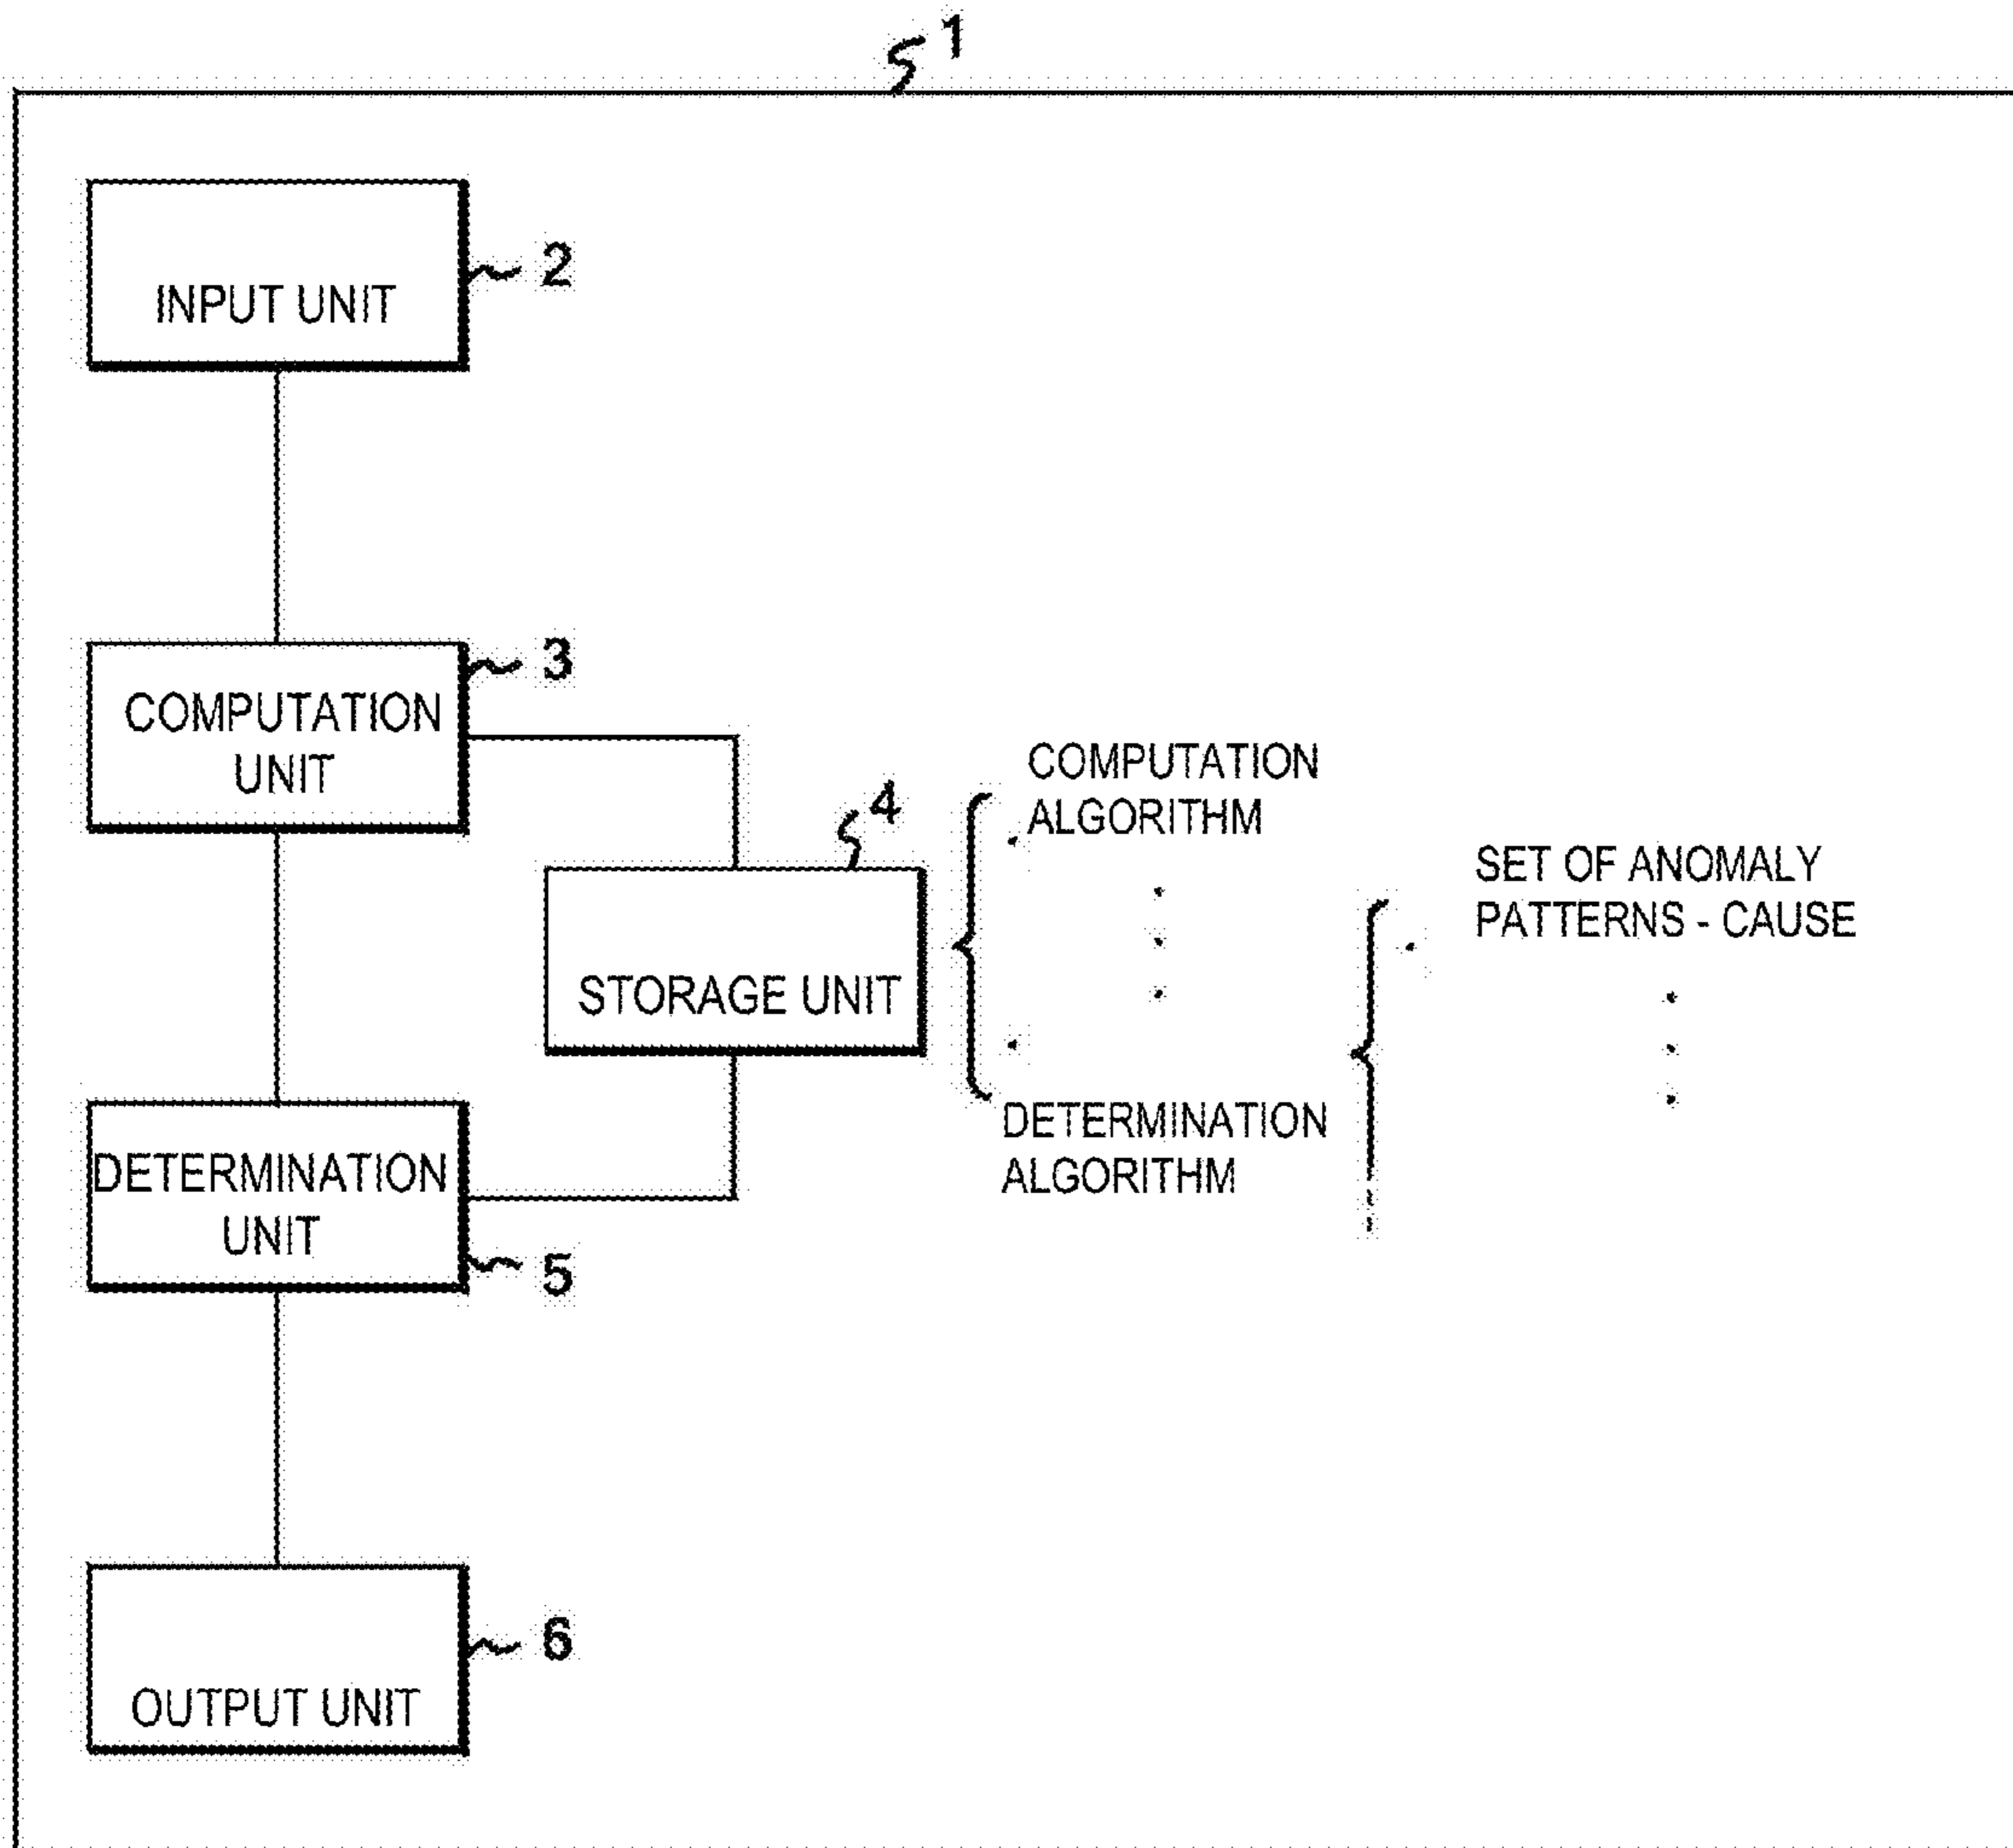 1
INPUT UNIT
2
COMPUTATION
UNIT
3
STORAGE UNIT
4
COMPUTATION
ALGORITHM
DETERMINATION
ALGORITHM
SET OF ANOMALY
PATTERNS - CAUSE
DETERMINATION
UNIT
5
OUTPUT UNIT
6